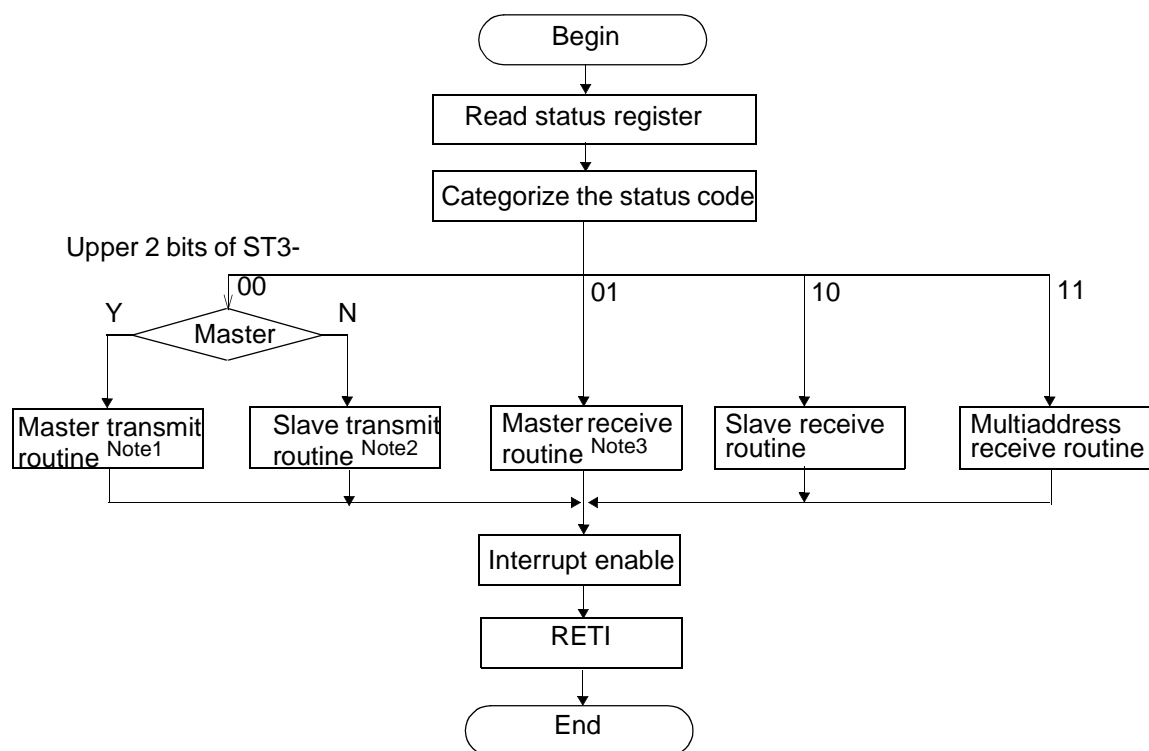 Begin
Read status register
Categorize the status code
Upper 2 bits of ST3-
00
01
10
11
Y
Master
N
Master transmit
routine Note1
Slave transmit
routine Note2
Master receive
routine Note3
Slave receive
routine
Multiaddress
receive routine
Interrupt enable
RETI
End